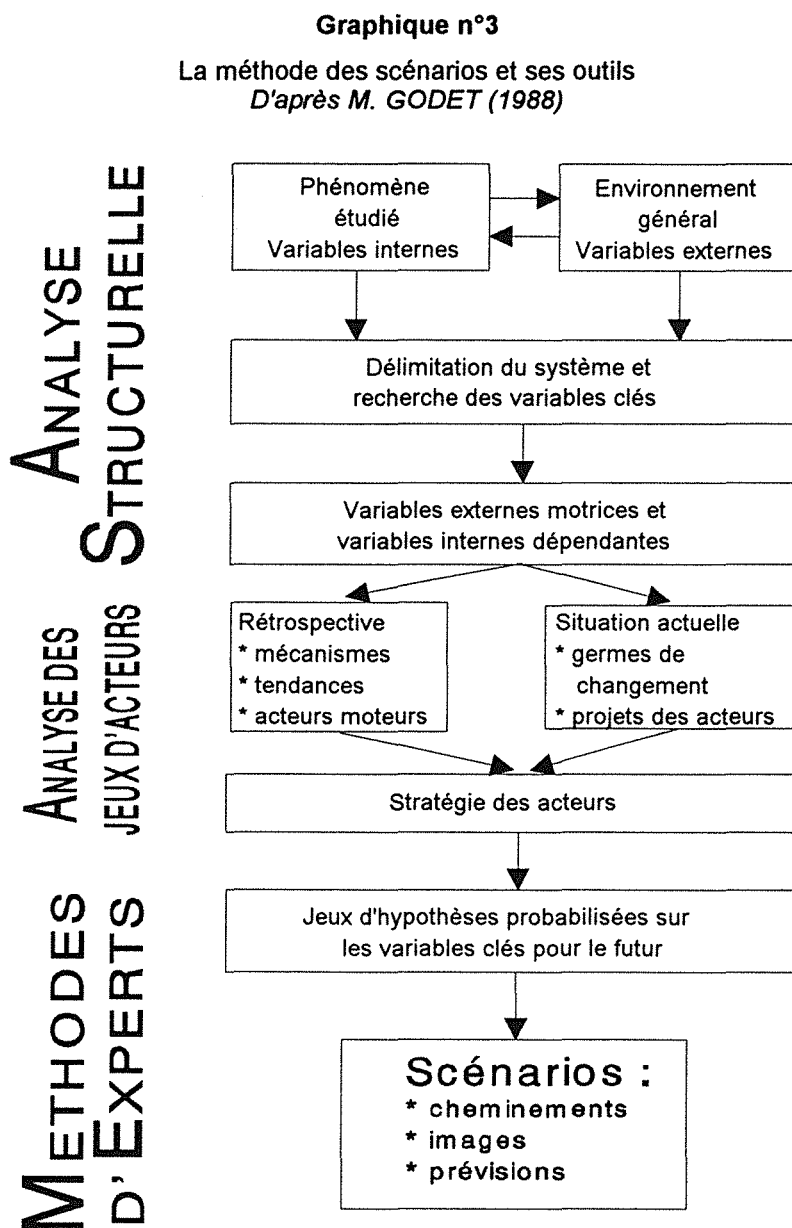 Graphique n°3
La méthode des scénarios et ses outils
D'après M. GODET (1988)
ANALYSE
STRUCTURELLE
Phénomène
étudié
Variables internes
Environnement
général
Variables externes
Délimitation du système et
recherche des variables clés
Variables externes motrices et
variables internes dépendantes
ANALYSE DES
JEUX D'ACTEURS
Rétrospective
* mécanismes
* tendances
* acteurs moteurs
Situation actuelle
* germes de
changement
* projets des acteurs
Stratégie des acteurs
METHODES
D'EXPERTS
Jeux d'hypothèses probabilisées sur
les variables clés pour le futur
Scénarios :
* cheminements
* images
* prévisions